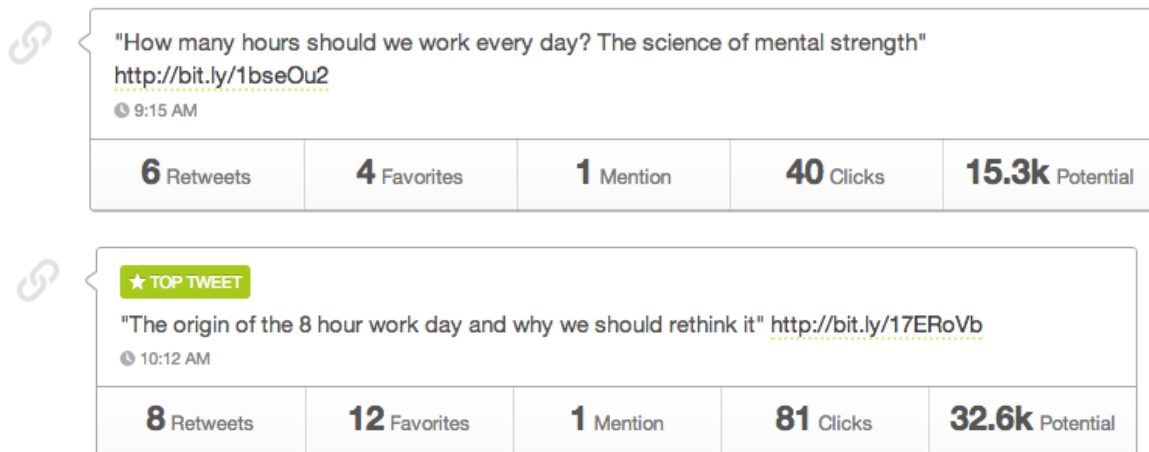 "How many hours should we work every day? The science of mental strength"
http://bit.ly/1bseOu2
9:15 AM
6 Retweets 4 Favorites 1 Mention 40 Clicks 15.3k Potential
TOP TWEET
"The origin of the 8 hour work day and why we should rethink it" http://bit.ly/17ERoVb
10:12 AM
8 Retweets 12 Favorites 1 Mention 81 Clicks 32.6k Potential